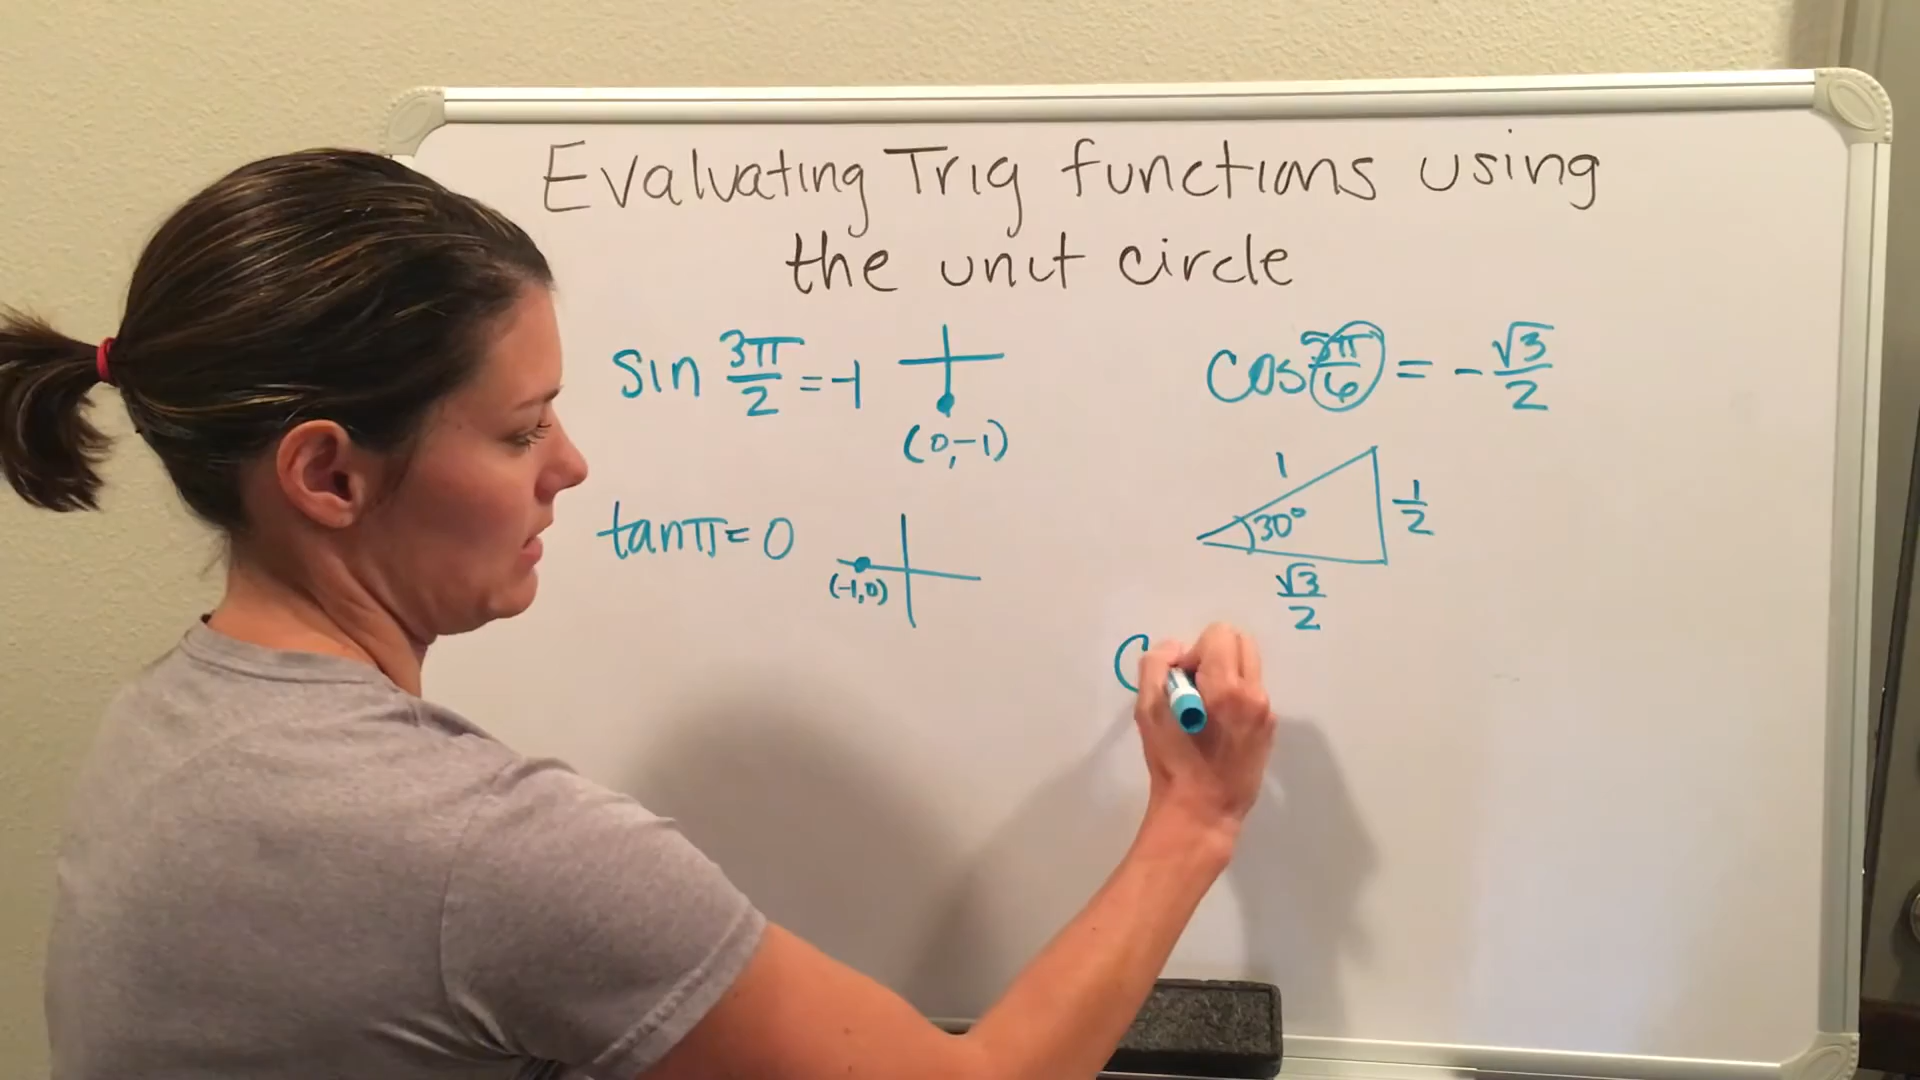 Evaluating Trig functions using
the unit circle
sin 3π/2 = -1
(0,-1)
tan π = 0
(-1,0)
cos 5π/6 = - √3/2
1
30°
1/2
√3/2
C